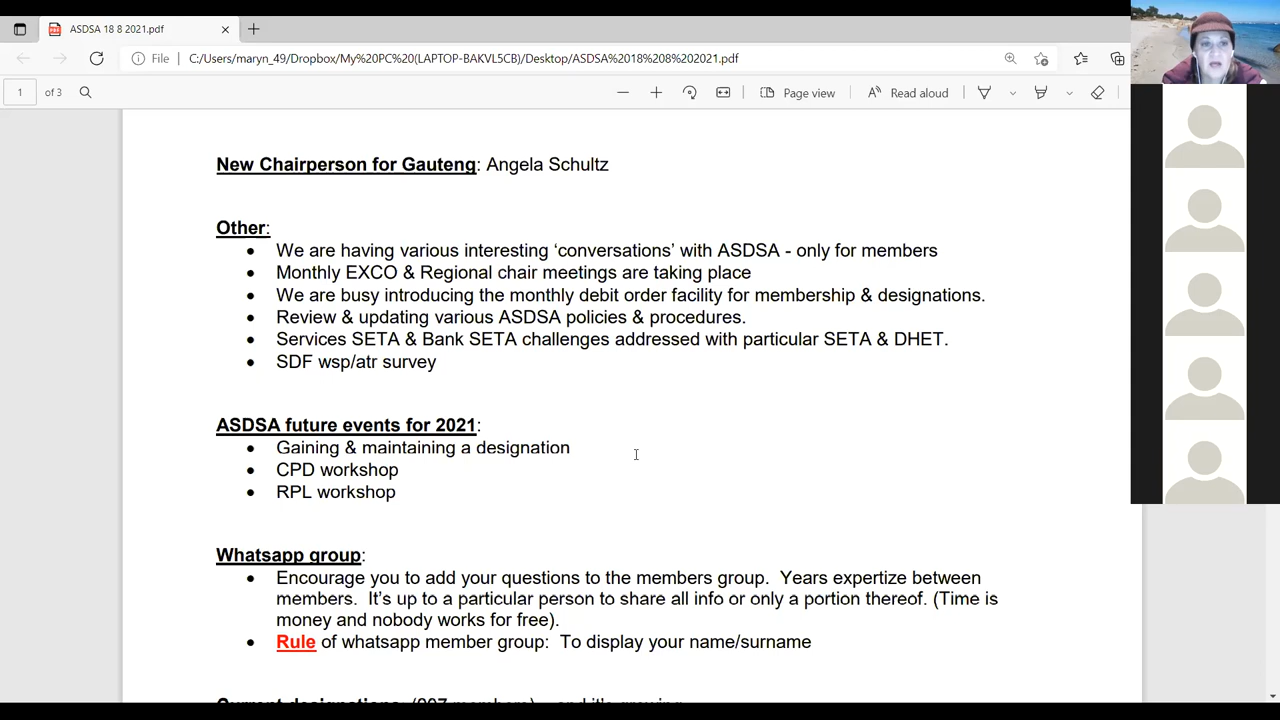 ASDSA 18 8 2021.pdf
File C:/Users/maryn_49/Dropbox/My%20PC%20(LAPTOP-BAKVL5CB)/Desktop/ASDSA%2018%208%202021.pdf
1 of 3 Page view Read aloud
New Chairperson for Gauteng: Angela Schultz
Other:
• We are having various interesting ‘conversations’ with ASDSA - only for members
• Monthly EXCO & Regional chair meetings are taking place
• We are busy introducing the monthly debit order facility for membership & designations.
• Review & updating various ASDSA policies & procedures.
• Services SETA & Bank SETA challenges addressed with particular SETA & DHET.
• SDF wsp/atr survey
ASDSA future events for 2021:
• Gaining & maintaining a designation
• CPD workshop
• RPL workshop
Whatsapp group:
• Encourage you to add your questions to the members group. Years expertize between
members. It’s up to a particular person to share all info or only a portion thereof. (Time is
money and nobody works for free).
• Rule of whatsapp member group: To display your name/surname